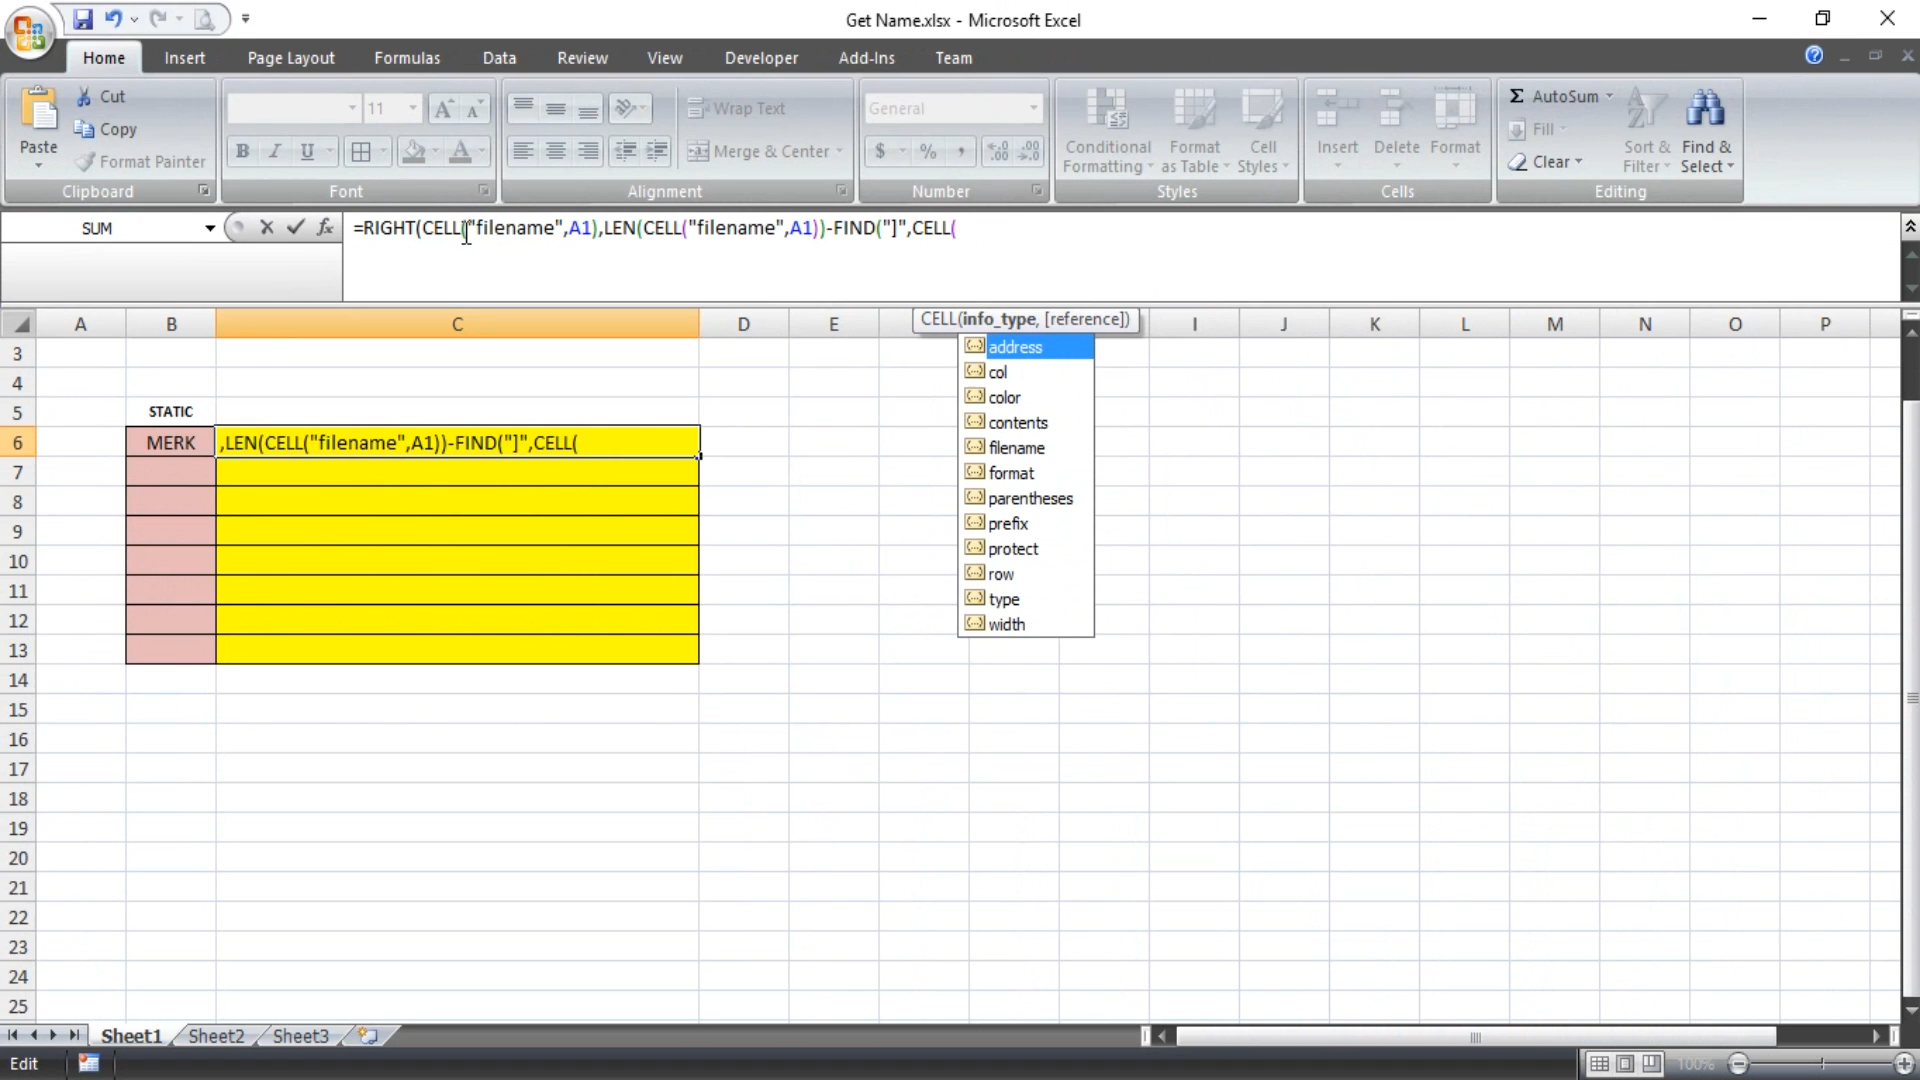 Get Name.xlsx - Microsoft Excel
Home Insert Page Layout Formulas Data Review View Developer Add-Ins Team
Paste
Cut
Copy
Format Painter
Clipboard
11
B I U
Font
Wrap Text
Merge & Center
Alignment
General
$ % ,
Number
Conditional Formatting
Format as Table
Cell Styles
Styles
Insert
Delete
Format
Cells
Σ AutoSum
Fill
Clear
Sort & Filter
Find & Select
Editing
SUM
fx
=RIGHT(CELL("filename",A1),LEN(CELL("filename",A1))-FIND("]",CELL(
CELL(info_type, [reference])
A B C D E I J K L M N O P
address
col
color
contents
filename
format
parentheses
prefix
protect
row
type
width
3
4
5 STATIC
6 MERK ,LEN(CELL("filename",A1))-FIND("]",CELL(
7
8
9
10
11
12
13
14
15
16
17
18
19
20
21
22
23
24
25
Sheet1 Sheet2 Sheet3
Edit
100%